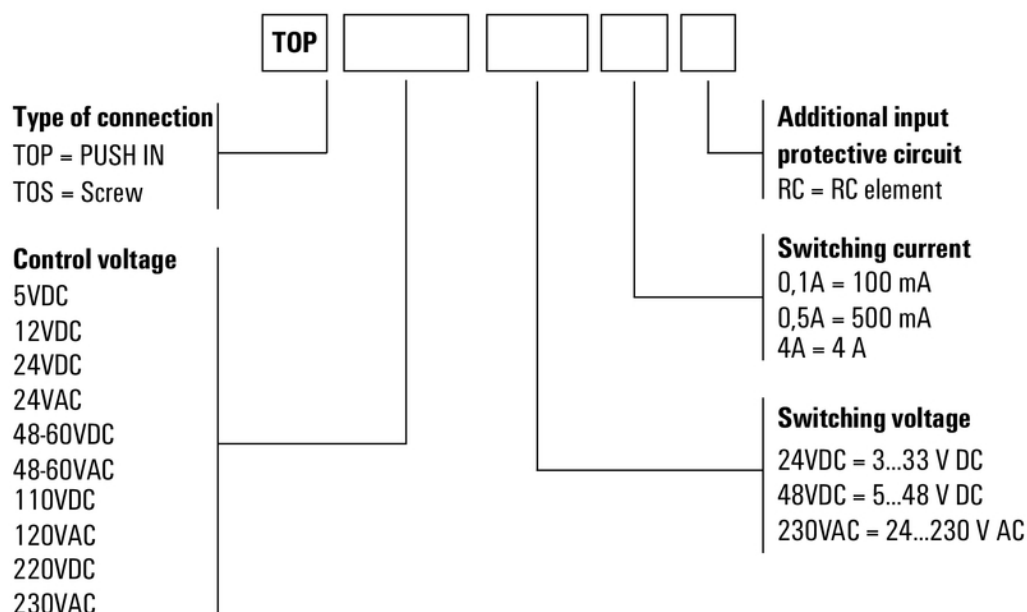 TOP
Type of connection
TOP = PUSH IN
TOS = Screw
Control voltage
5VDC
12VDC
24VDC
24VAC
48-60VDC
48-60VAC
110VDC
120VAC
220VDC
230VAC
Additional input
protective circuit
RC = RC element
Switching current
0,1A = 100 mA
0,5A = 500 mA
4A = 4 A
Switching voltage
24VDC = 3...33 V DC
48VDC = 5...48 V DC
230VAC = 24...230 V AC